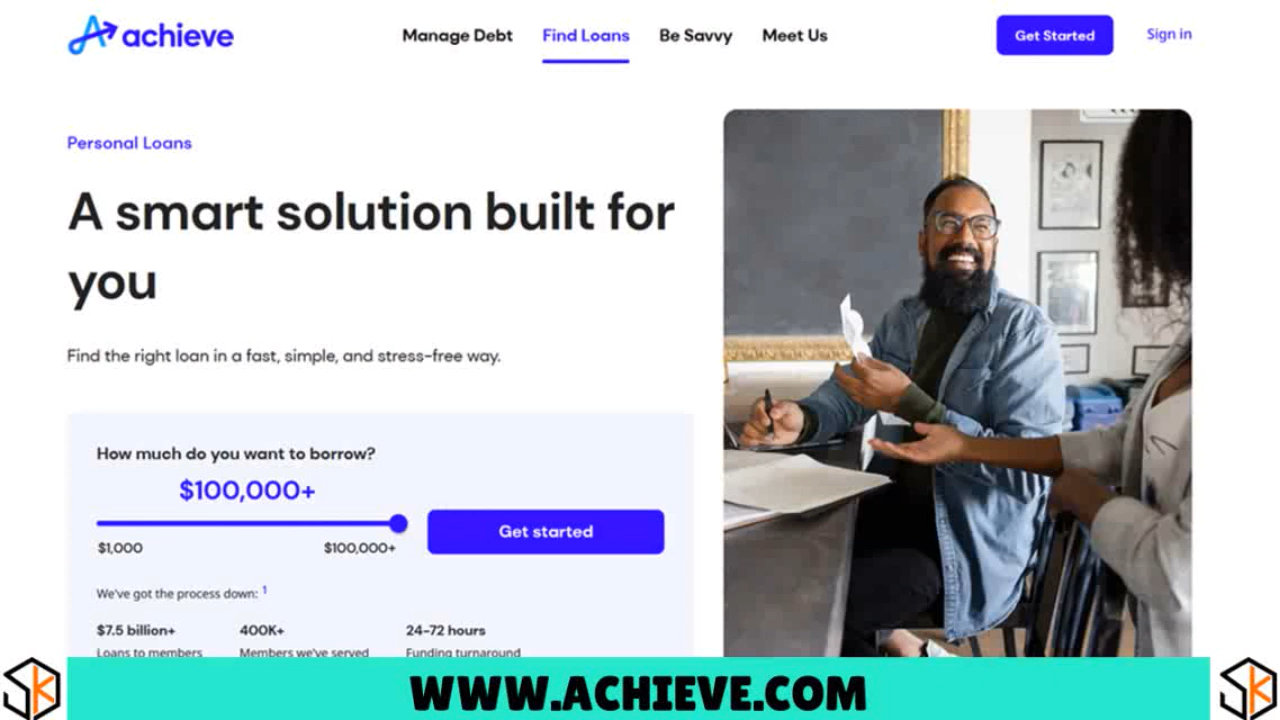 achieve
Manage Debt
Find Loans
Be Savvy
Meet Us
Get Started
Sign in
Personal Loans
A smart solution built for
you
Find the right loan in a fast, simple, and stress-free way.
How much do you want to borrow?
$100,000+
$1,000
$100,000+
Get started
We've got the process down: 1
$7.5 billion+
400K+
24-72 hours
Loans to members
Members we've served
Funding turnaround
WWW.ACHIEVE.COM
SK
SK